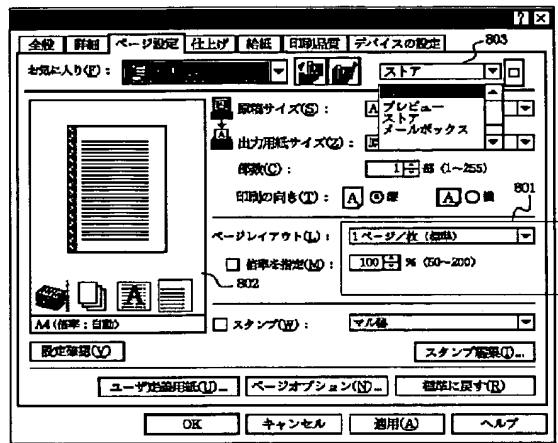 全般 詳細 ページ設定 仕上げ 給紙 印刷品質 デバイスの設定
803
お気に入り(F): ストア
原稿サイズ(S): A
プレビュー
ストア
メールボックス
出力用紙サイズ(Z):
部数(C): 1 部 (1~255)
印刷の向き(T): A 縦 A 横
801
ページレイアウト(L): 1ページ/枚 (標準)
倍率を指定(M): 100 % (50~200)
802
A
A4 (倍率:自動)
スタンプ(W): マル秘
設定確認(V) スタンプ編集(I)...
ユーザ定義用紙(U)... ページオプション(N)... 標準に戻す(R)
OK キャンセル 適用(A) ヘルプ